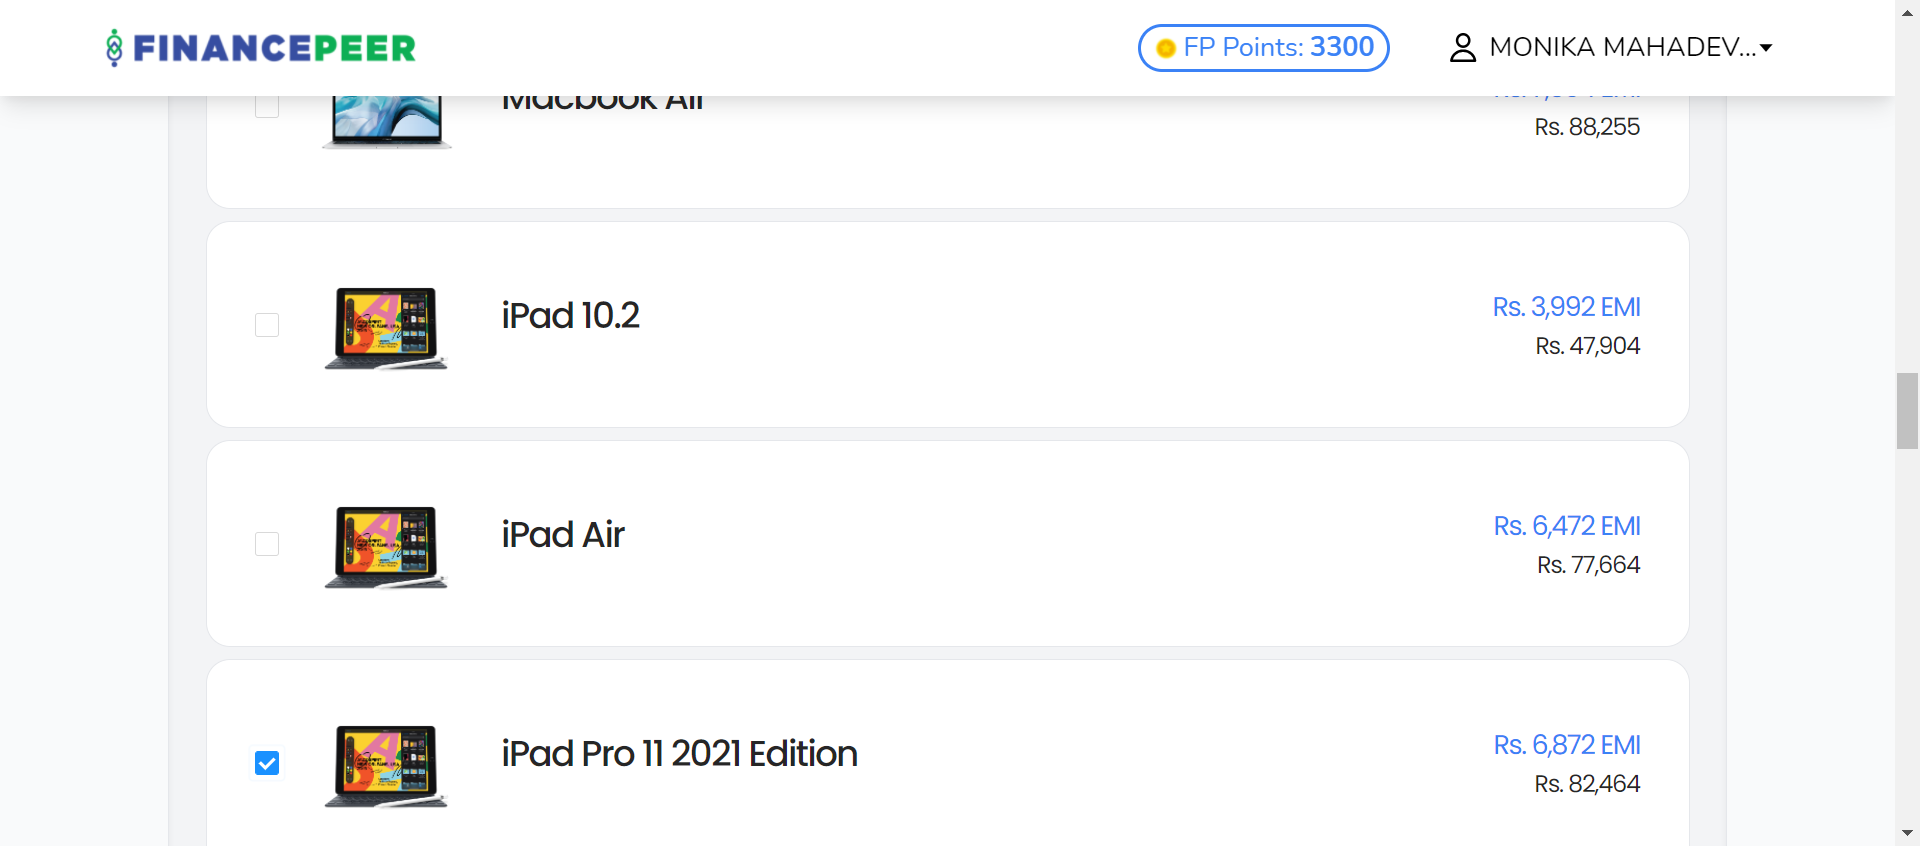 FINANCEPEER
FP Points: 3300
MONIKA MAHADEV...
Macbook Air
Rs. 88,255
iPad 10.2
Rs. 3,992 EMI
Rs. 47,904
iPad Air
Rs. 6,472 EMI
Rs. 77,664
iPad Pro 11 2021 Edition
Rs. 6,872 EMI
Rs. 82,464